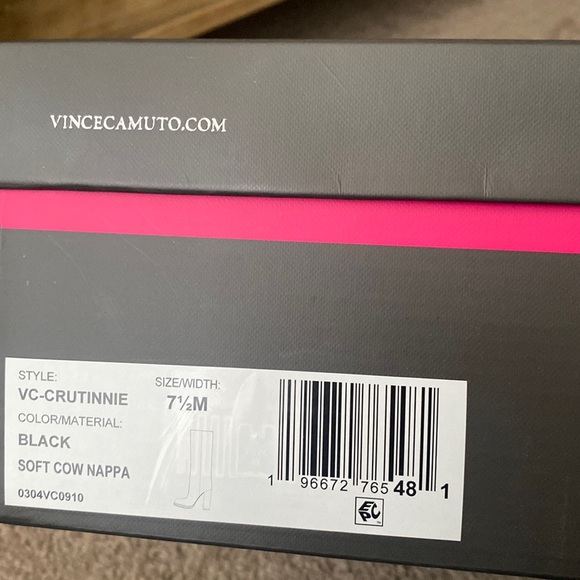 VINCECAMUTO.COM
STYLE:
VC-CRUTINNIE
SIZE/WIDTH:
7½M
COLOR/MATERIAL:
BLACK
SOFT COW NAPPA
0304VC0910
1 96672 76548 1
EPC